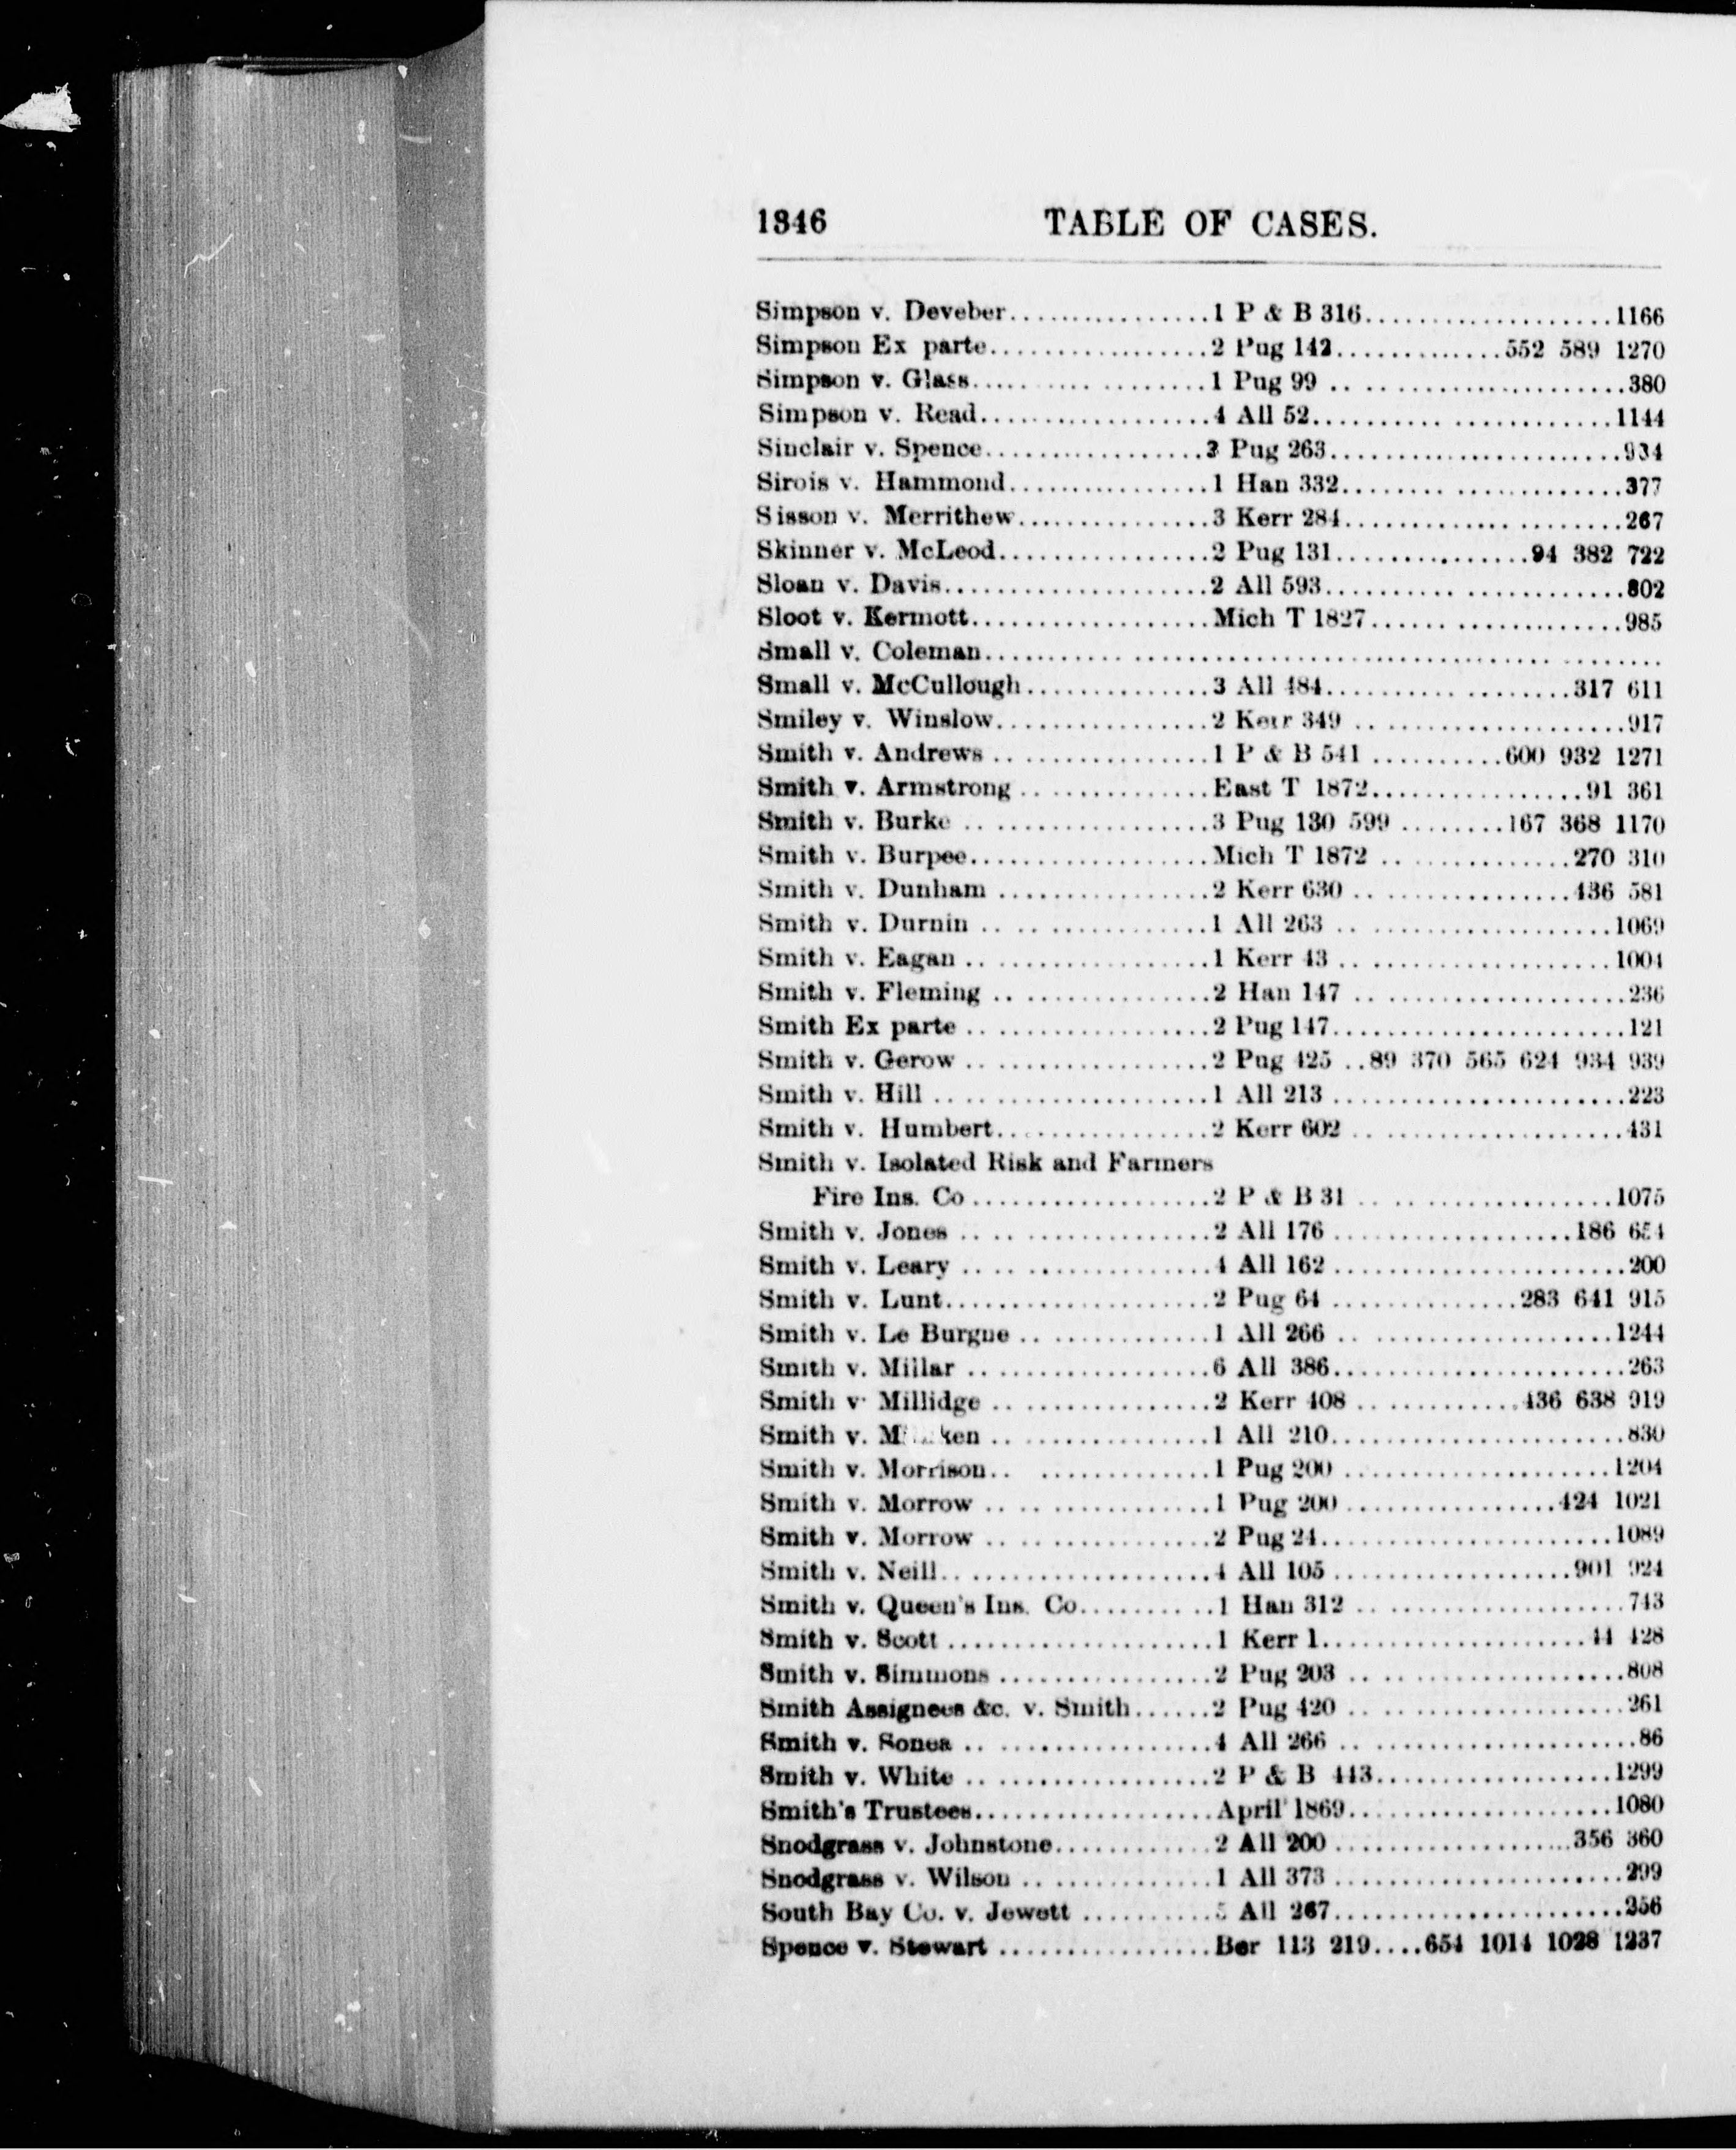 1346 TABLE OF CASES.
Simpson v. Deveber.................1 P & B 316...................1166
Simpson Ex parte.................2 Pug 142.............552 589 1270
Simpson v. Glass.................1 Pug 99 ........................380
Simpson v. Read..................4 All 52.......................1144
Sinclair v. Spence.................3 Pug 263.......................934
Sirois v. Hammond................1 Han 332......................377
Sisson v. Merrithew...............3 Kerr 284.....................267
Skinner v. McLeod................2 Pug 131...............94 382 722
Sloan v. Davis.....................2 All 593.......................802
Sloot v. Kermott..................Mich T 1827...................985
Small v. Coleman..................................................
Small v. McCullough..............3 All 484...................317 611
Smiley v. Winslow................2 Kerr 349 .....................917
Smith v. Andrews .................1 P & B 541 ..........600 932 1271
Smith v. Armstrong ...............East T 1872................91 361
Smith v. Burke ...................3 Pug 130 599 ........167 368 1170
Smith v. Burpee..................Mich T 1872 ...............270 310
Smith v. Dunham ................2 Kerr 630 .................436 581
Smith v. Durnin ..................1 All 263 ......................1069
Smith v. Eagan ...................1 Kerr 43 .....................1004
Smith v. Fleming .................2 Han 147 .....................236
Smith Ex parte ...................2 Pug 147......................121
Smith v. Gerow ...................2 Pug 425 ..89 370 565 624 934 939
Smith v. Hill .....................1 All 213 ......................223
Smith v. Humbert.................2 Kerr 602 .....................431
Smith v. Isolated Risk and Farmers
Fire Ins. Co ..................2 P & B 31 ....................1075
Smith v. Jones ...................2 All 176 ..................186 654
Smith v. Leary ...................4 All 162 ......................200
Smith v. Lunt....................2 Pug 64 ..............283 641 915
Smith v. Le Burgue ...............1 All 266 .....................1244
Smith v. Millar ...................6 All 386......................263
Smith v. Millidge .................2 Kerr 408 ............436 638 919
Smith v. ..................1 All 210......................830
Smith v. Morrison.. .............1 Pug 200 ....................1204
Smith v. Morrow .................1 Pug 200 ................424 1021
Smith v. Morrow .................2 Pug 24......................1089
Smith v. Neill....................4 All 105 ..................901 924
Smith v. Queen's Ins. Co...........1 Han 312 .....................743
Smith v. Scott ....................1 Kerr 1....................44 428
Smith v. Simmons ................2 Pug 203 .....................808
Smith Assignees &c. v. Smith......2 Pug 420 .....................261
Smith v. Sones ...................4 All 266 .......................86
Smith v. White ...................2 P & B 443..................1299
Smith's Trustees..................April 1869....................1080
Snodgrass v. Johnstone............2 All 200 ..................356 360
Snodgrass v. Wilson ..............1 All 373 ......................299
South Bay Co. v. Jewett ..........5 All 267......................256
Spence v. Stewart ................Ber 113 219....654 1014 1028 1237